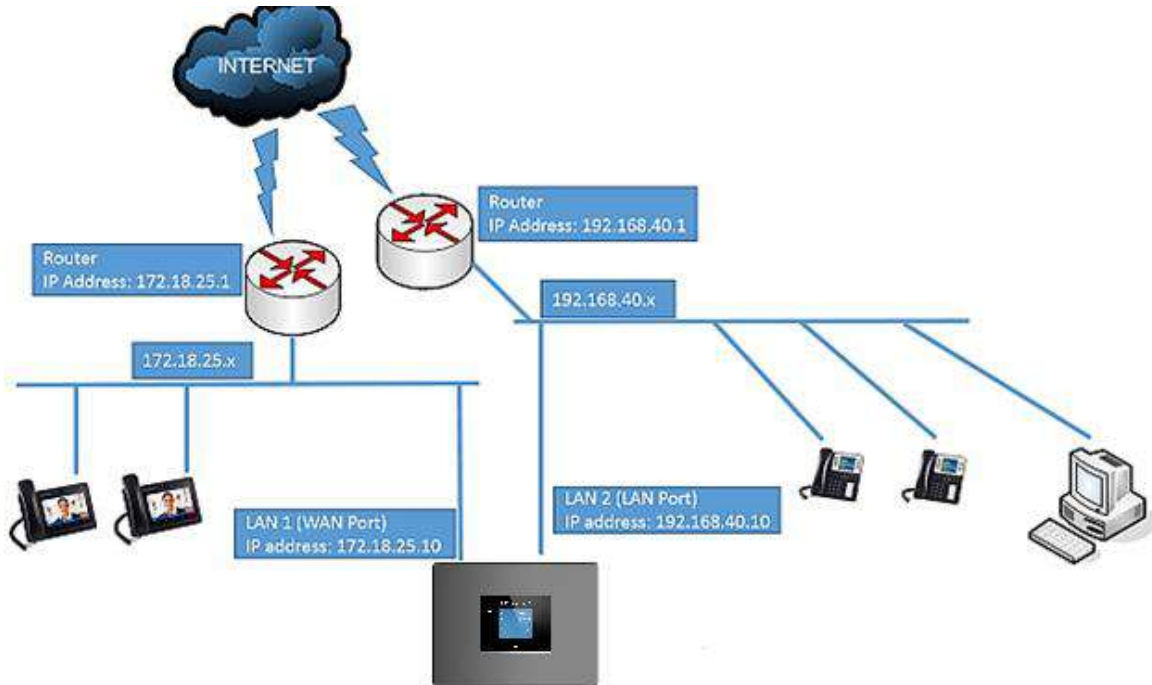 INTERNET
Router
IP Address: 192.168.40.1
Router
IP Address: 172.18.25.1
192.168.40.x
172.18.25.x
LAN 2 (LAN Port)
IP address: 192.168.40.10
LAN 1 (WAN Port)
IP address: 172.18.25.10